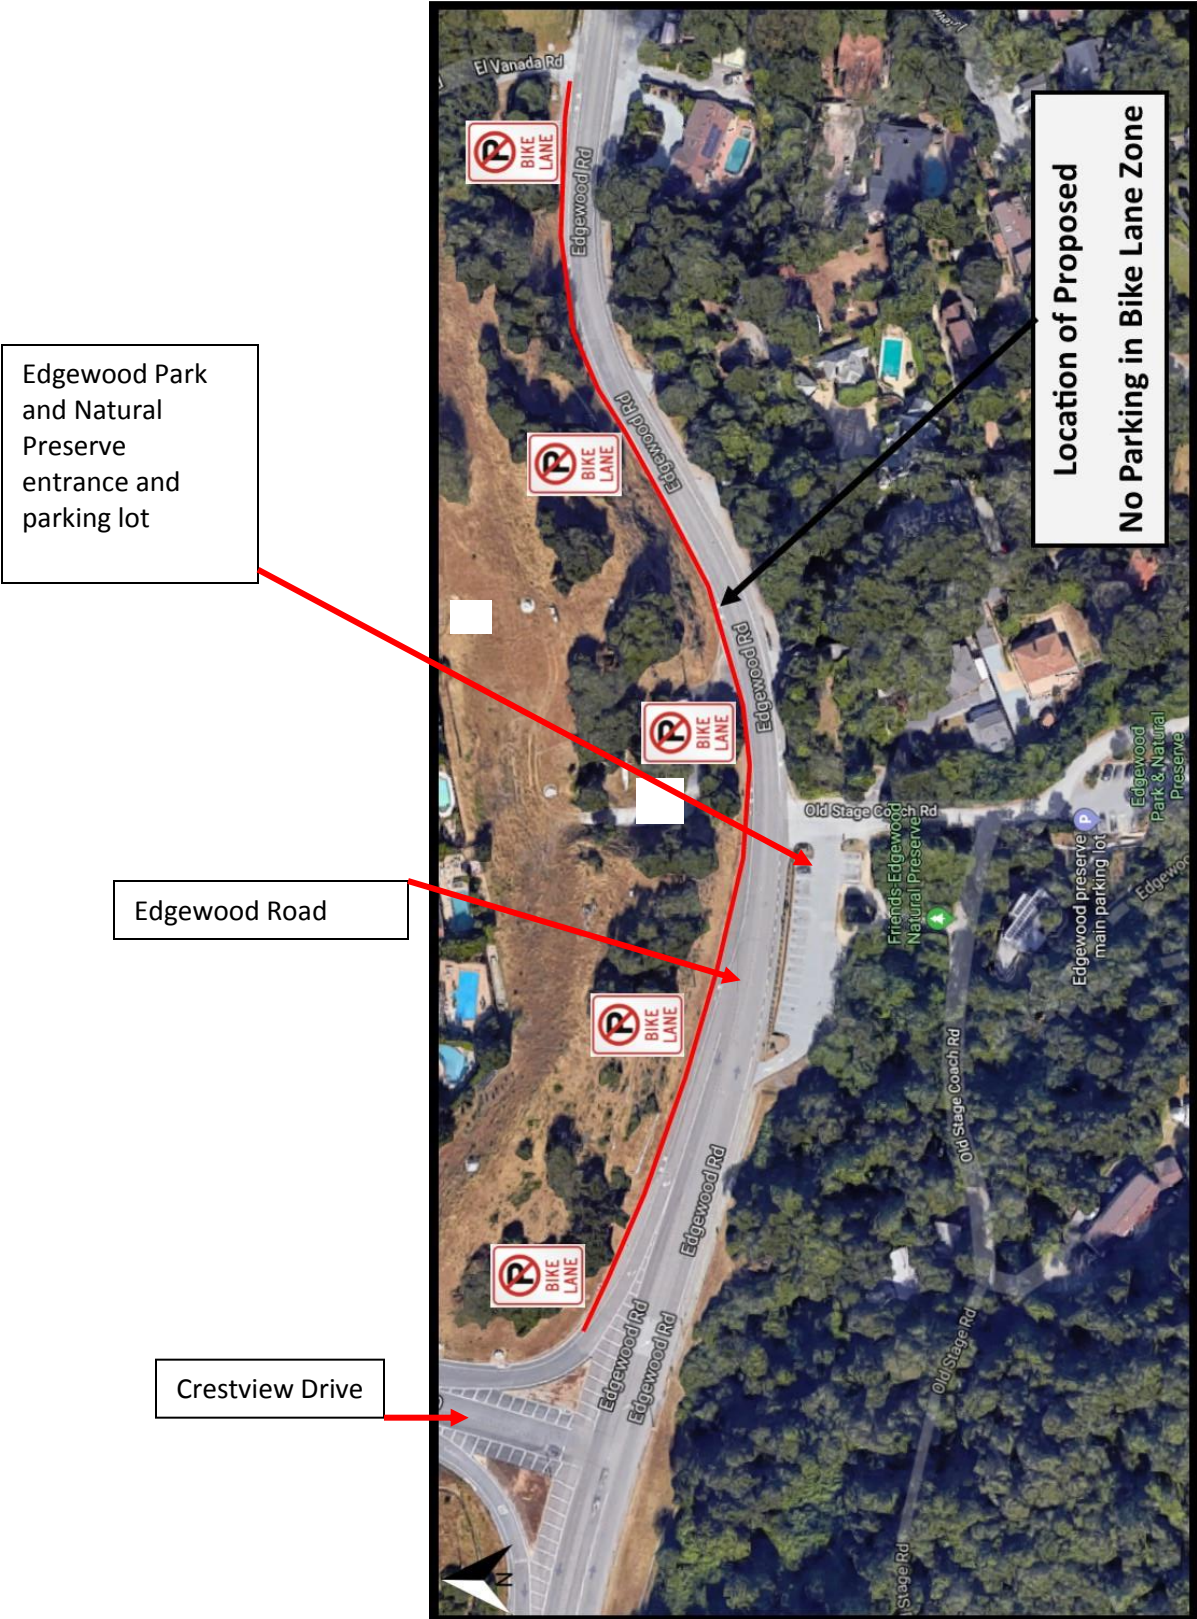 El Vanada Rd
BIKE
LANE
Edgewood Rd
Location of Proposed
No Parking in Bike Lane Zone
Edgewood Park
and Natural
Preserve
entrance and
parking lot
Edgewood Rd
BIKE
LANE
Edgewood Rd
BIKE
LANE
Old Stage Coach Rd
Edgewood
Park & Natural
Preserve
P
Edgewood preserve
main parking lot
Friends-Edgewood
Natural Preserve
Edgewood Road
BIKE
LANE
Old Stage Coach Rd
Edgewood Rd
BIKE
LANE
Edgewood Rd
Edgewood Rd
Old Stage Rd
Crestview Drive
Stage Rd
N